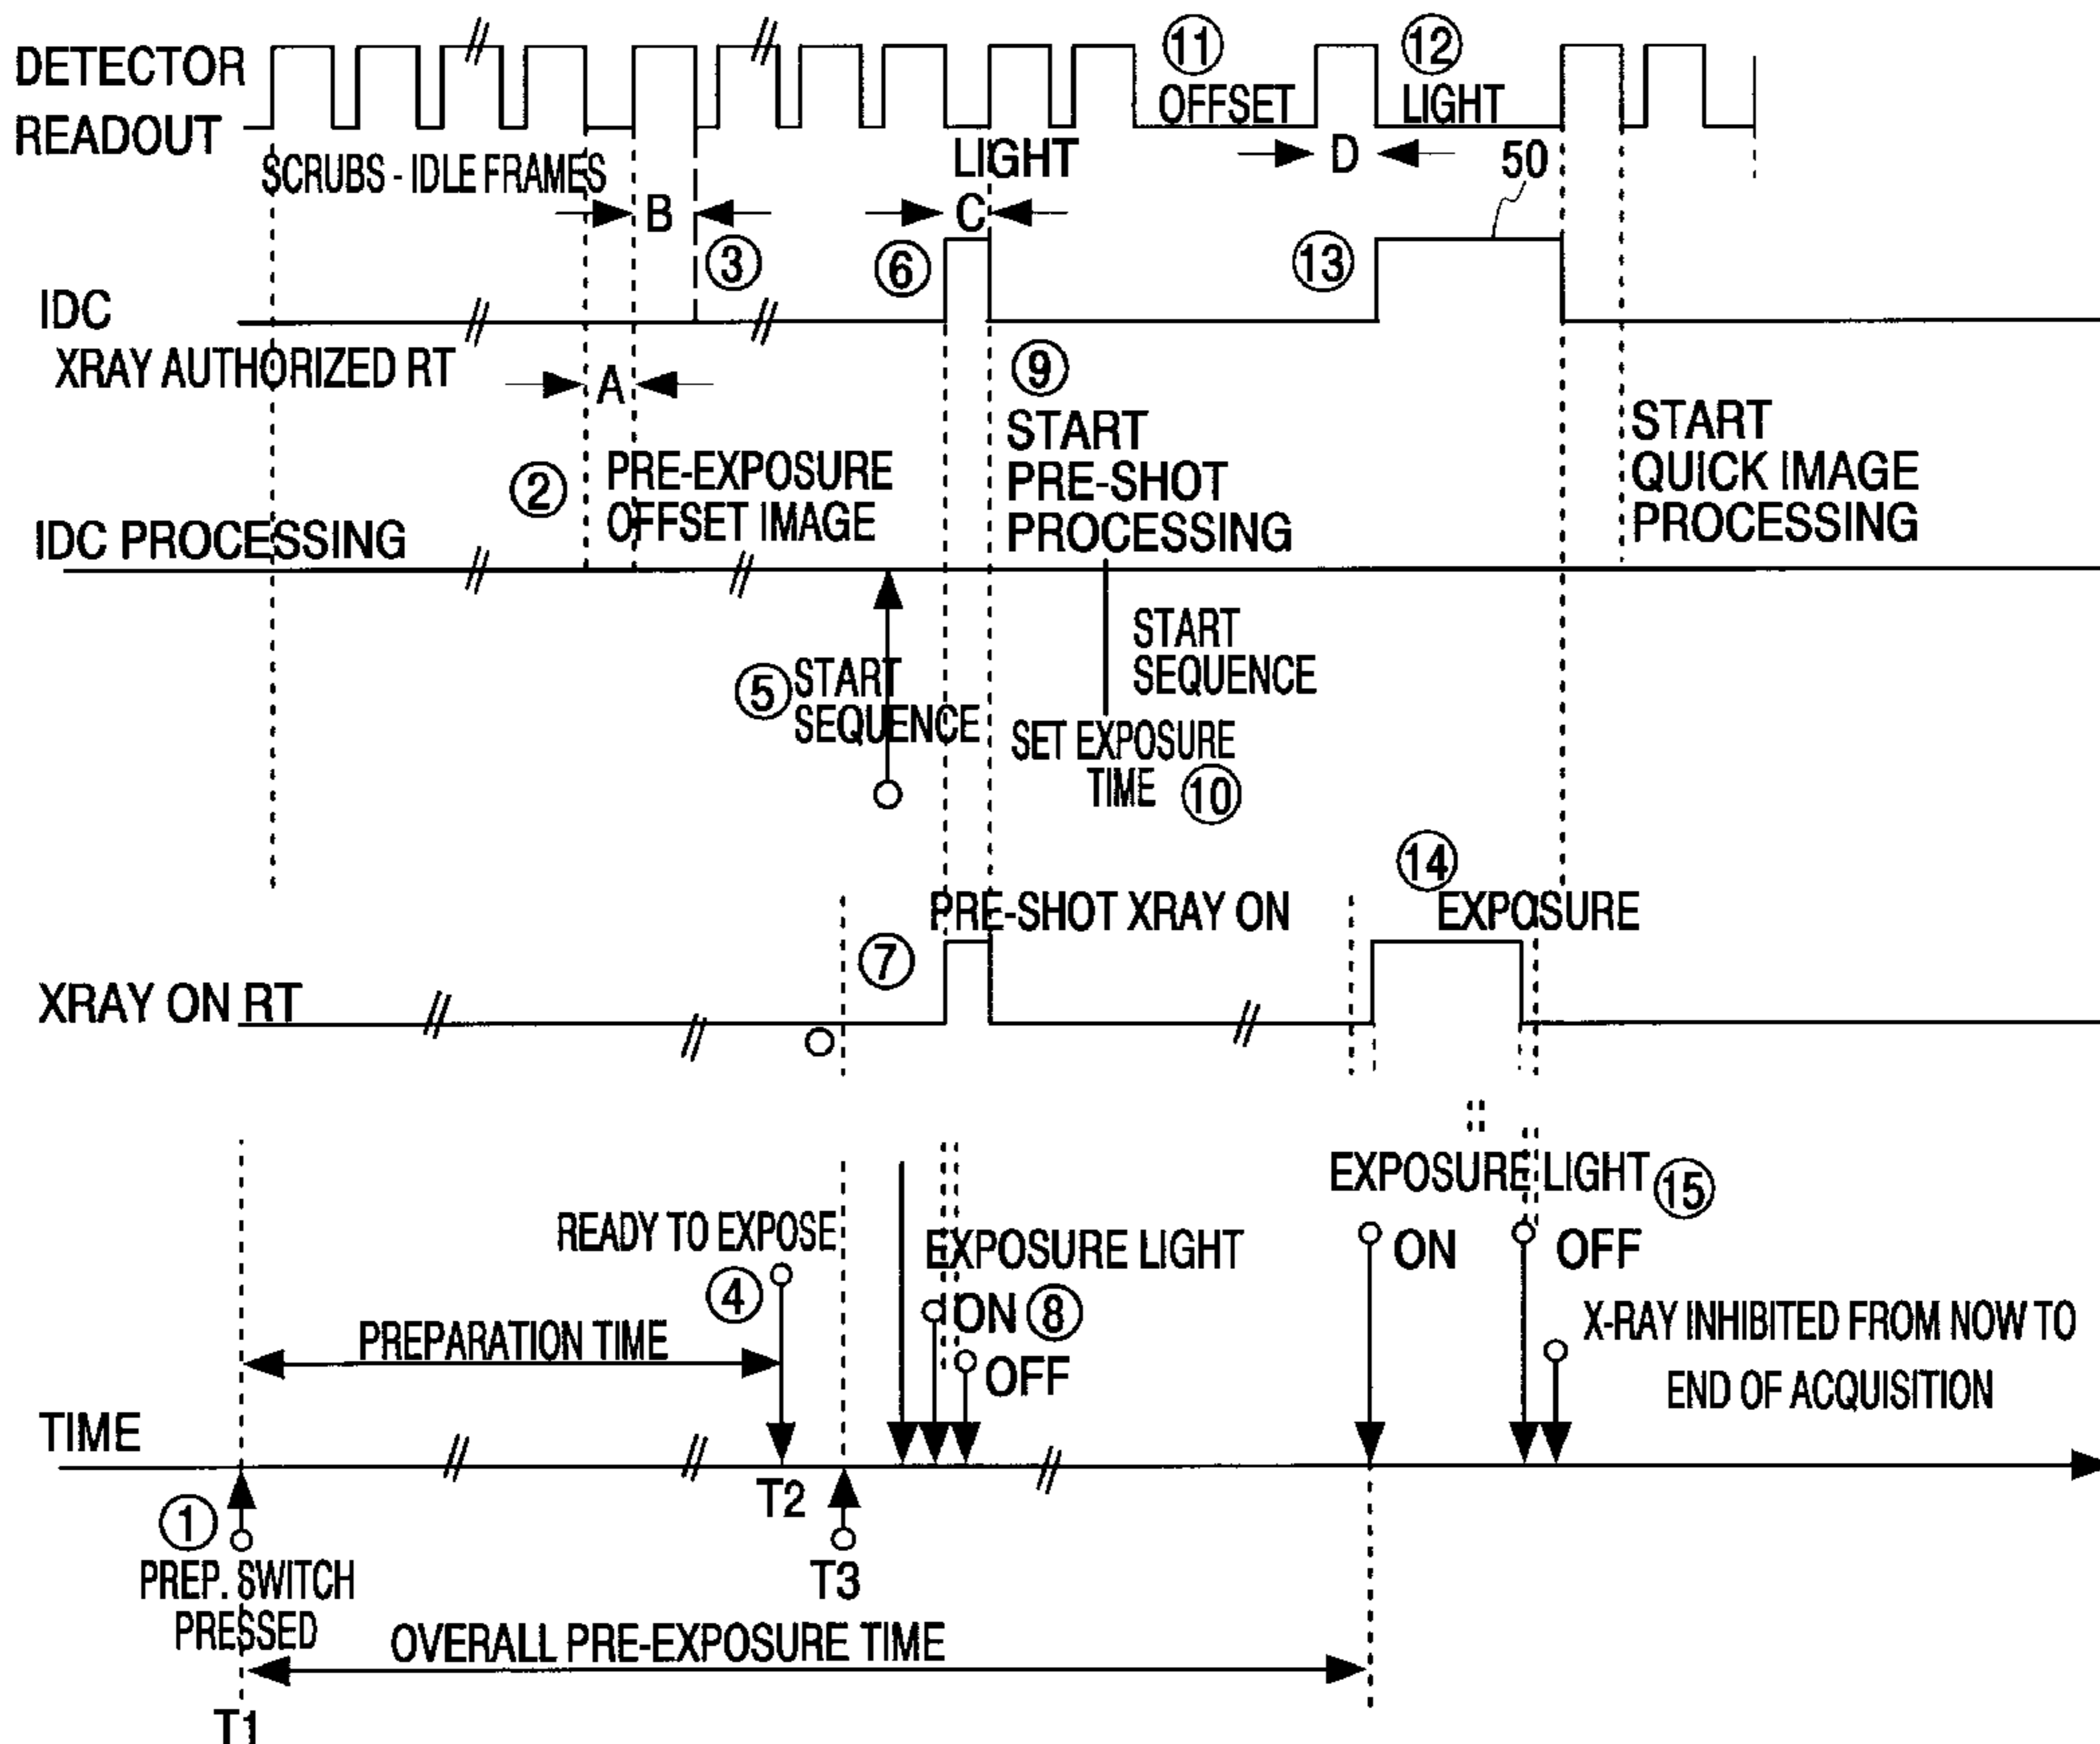 DETECTOR
READOUT
⑪
OFFSET
⑫
LIGHT
SCRUBS - IDLE FRAMES
LIGHT
D
50
B
C
③
⑥
⑬
IDC
XRAY AUTHORIZED RT
A
⑨
START
PRE-SHOT
PROCESSING
START
QUICK IMAGE
PROCESSING
②
PRE-EXPOSURE
OFFSET IMAGE
IDC PROCESSING
⑤
START
SEQUENCE
START
SEQUENCE
SET EXPOSURE
TIME ⑩
⑭
EXPOSURE
PRE-SHOT XRAY ON
⑦
XRAY ON RT
EXPOSURE LIGHT ⑮
ON
OFF
READY TO EXPOSE
④
EXPOSURE LIGHT
ON ⑧
OFF
X-RAY INHIBITED FROM NOW TO
END OF ACQUISITION
PREPARATION TIME
TIME
T2
①
T3
PREP. SWITCH
PRESSED
OVERALL PRE-EXPOSURE TIME
T1